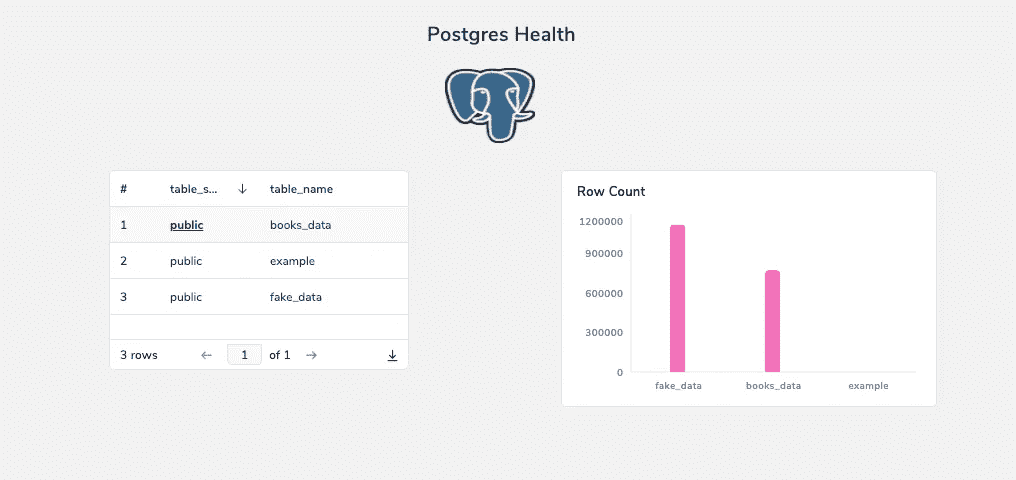 Postgres Health
# table_s... ↓ table_name
1 public books_data
2 public example
3 public fake_data
3 rows ← 1 of 1 →
Row Count
1200000
900000
600000
300000
0
fake_data books_data example